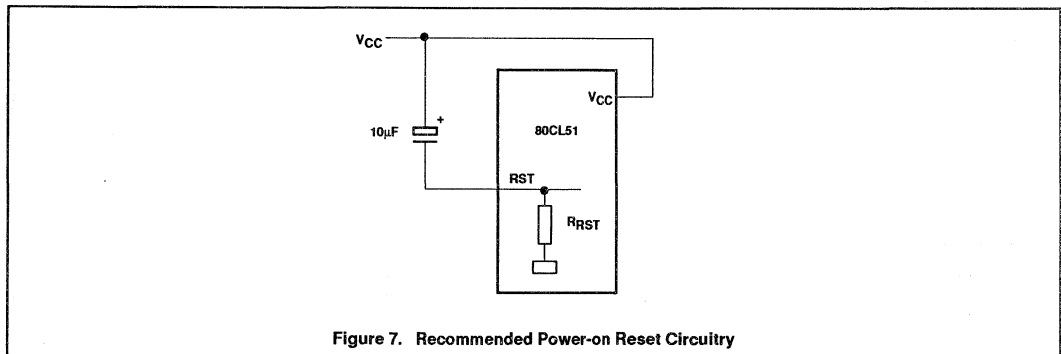 VCC
VCC
+
10µF
80CL51
RST
RRST
Figure 7. Recommended Power-on Reset Circuitry